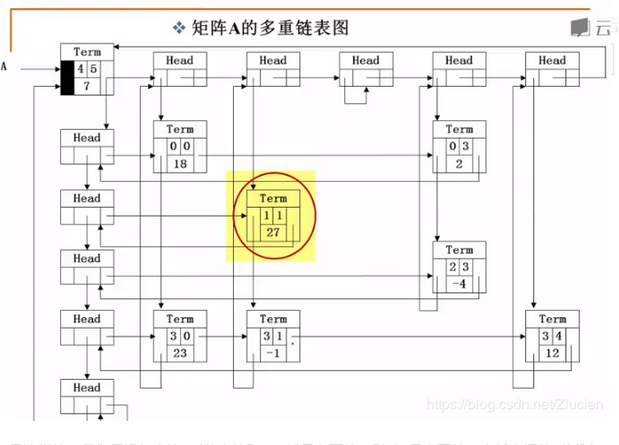 ❖ 矩阵A的多重链表图
云
A
Term
4 5
7
Head
Head
Head
Head
Head
Head
Term
0 0
18
Term
0 3
2
Head
Term
1 1
27
Head
Term
2 3
-4
Head
Term
3 0
23
Term
3 1
-1
Term
3 4
12
Head
https://blog.csdn.net/Zlucien